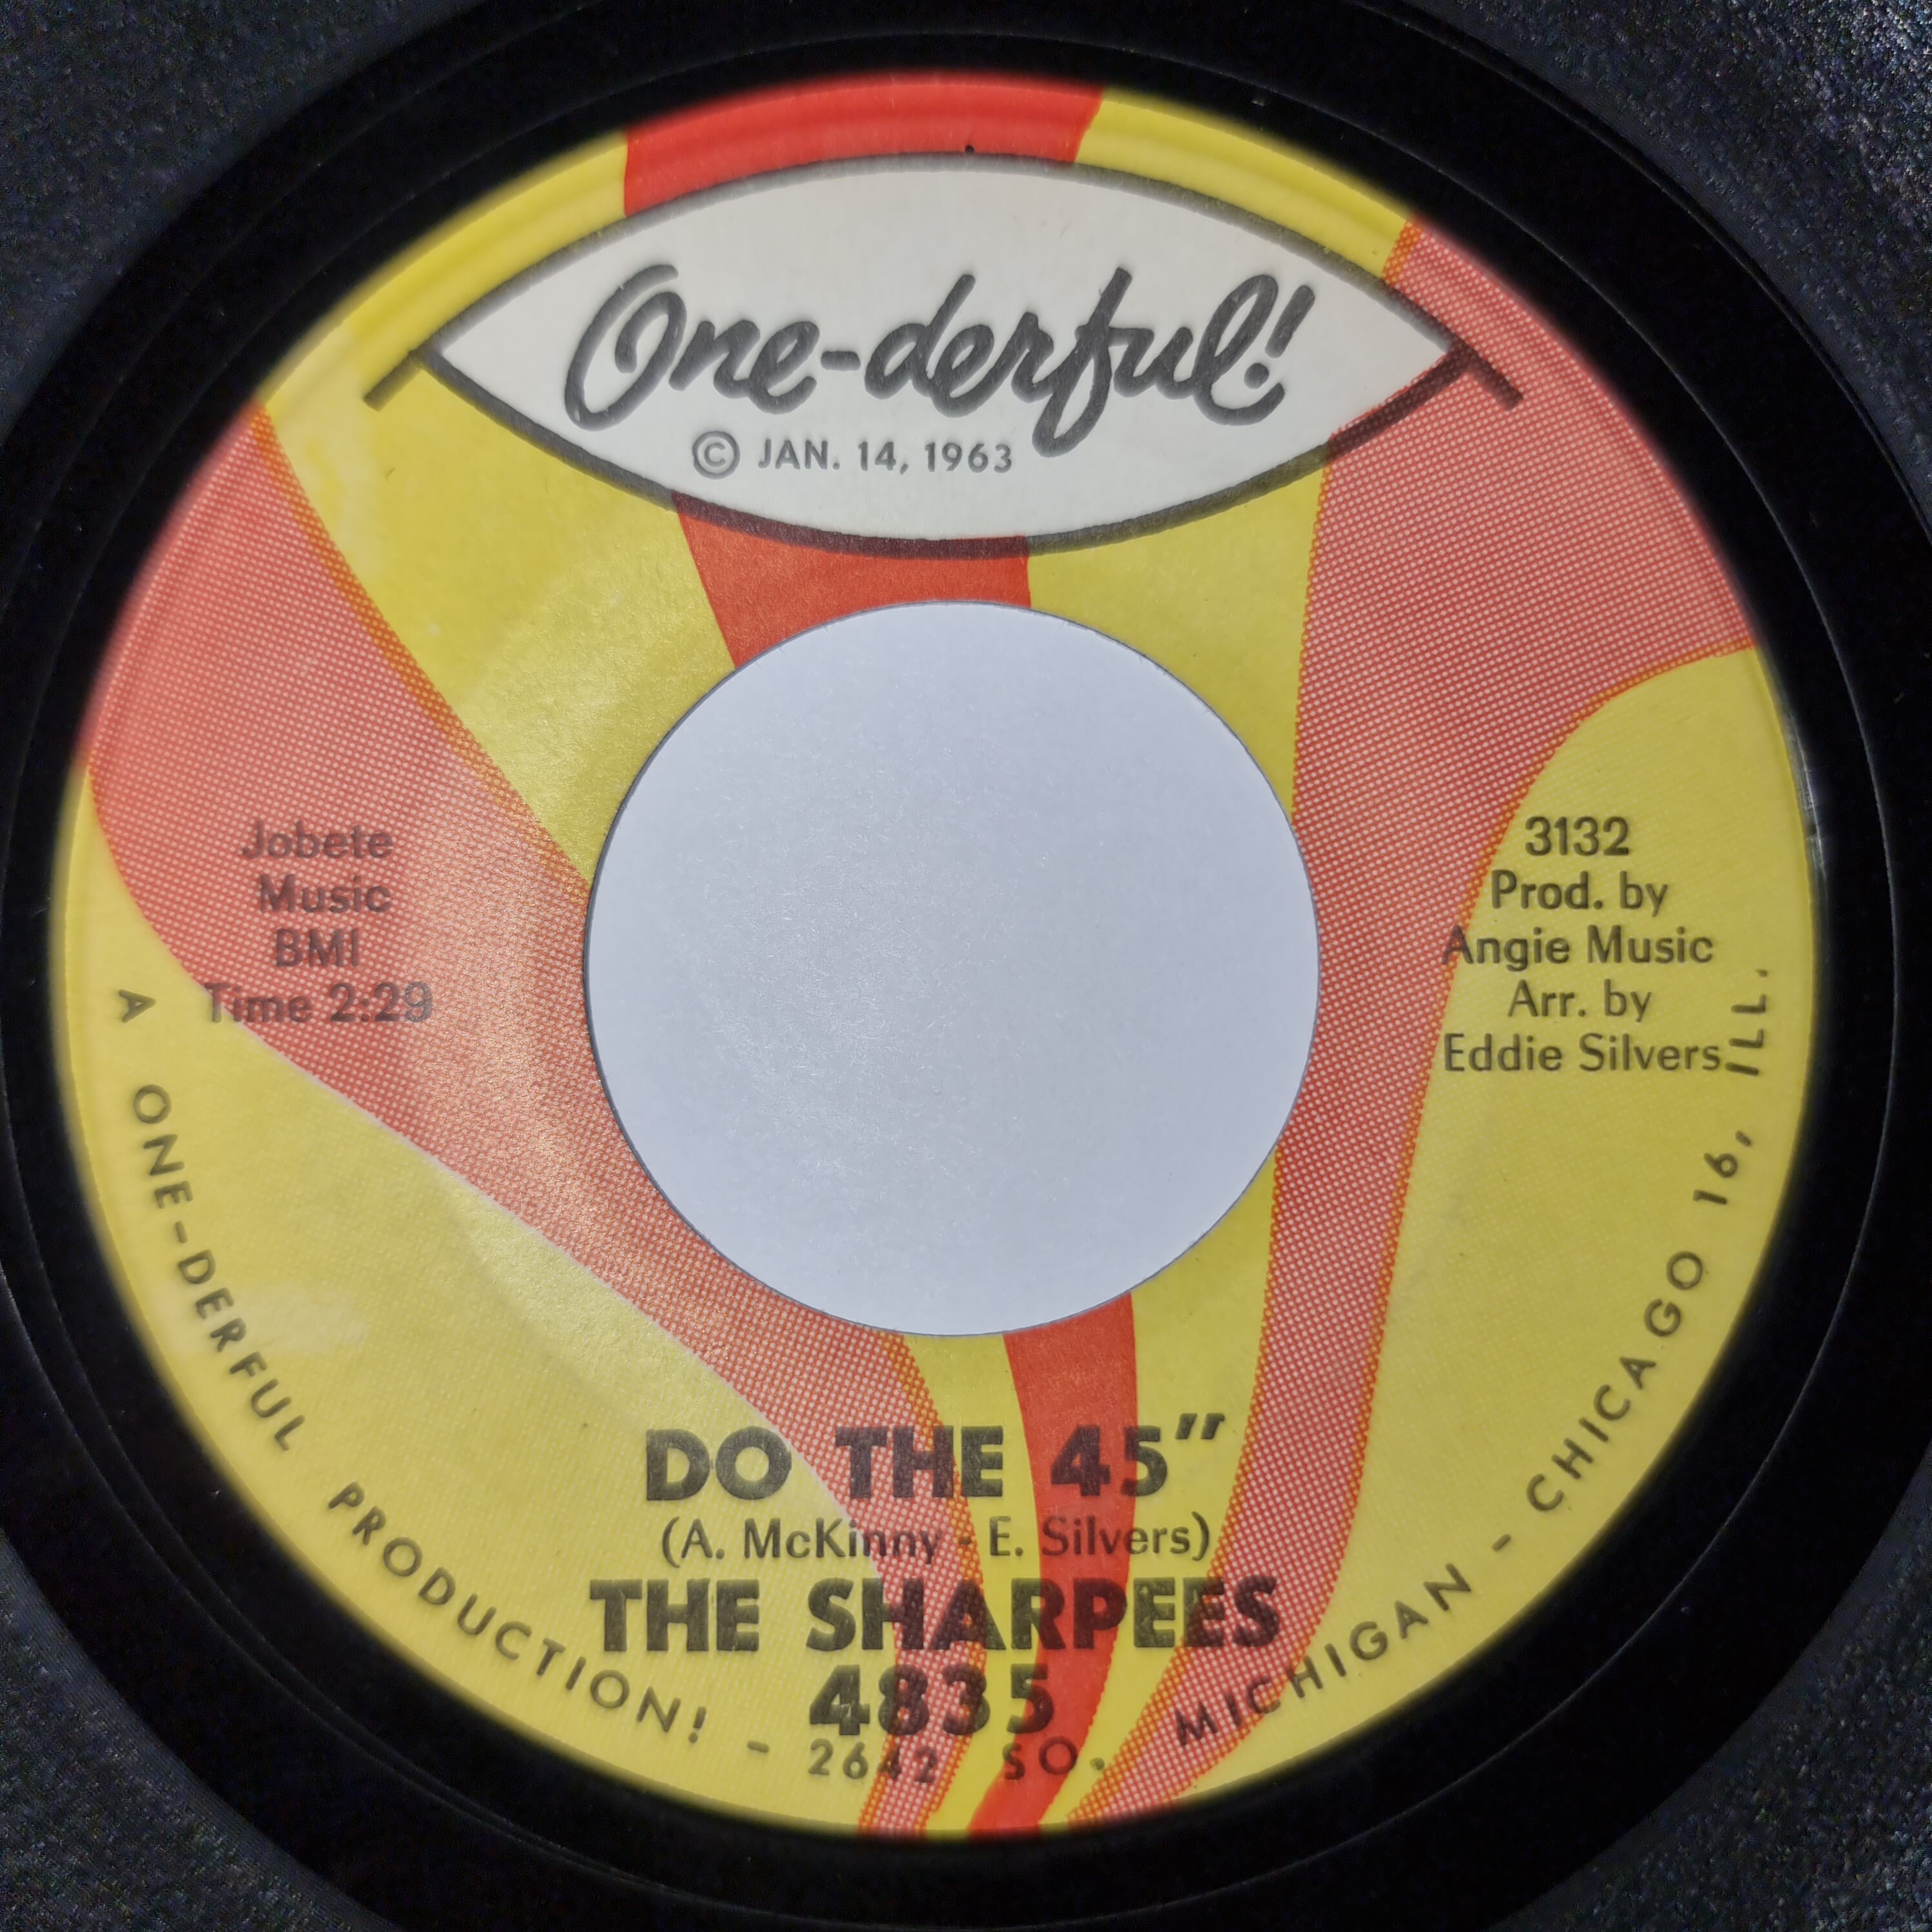 One-derful!
© JAN. 14, 1963
Jobete
Music
BMI
Time 2:29
3132
Prod. by
Angie Music
Arr. by
Eddie Silvers
DO THE 45"
(A. McKinny - E. Silvers)
THE SHARPEES
4835
A ONE-DERFUL PRODUCTION! - 2642 SO. MICHIGAN - CHICAGO 16, ILL.